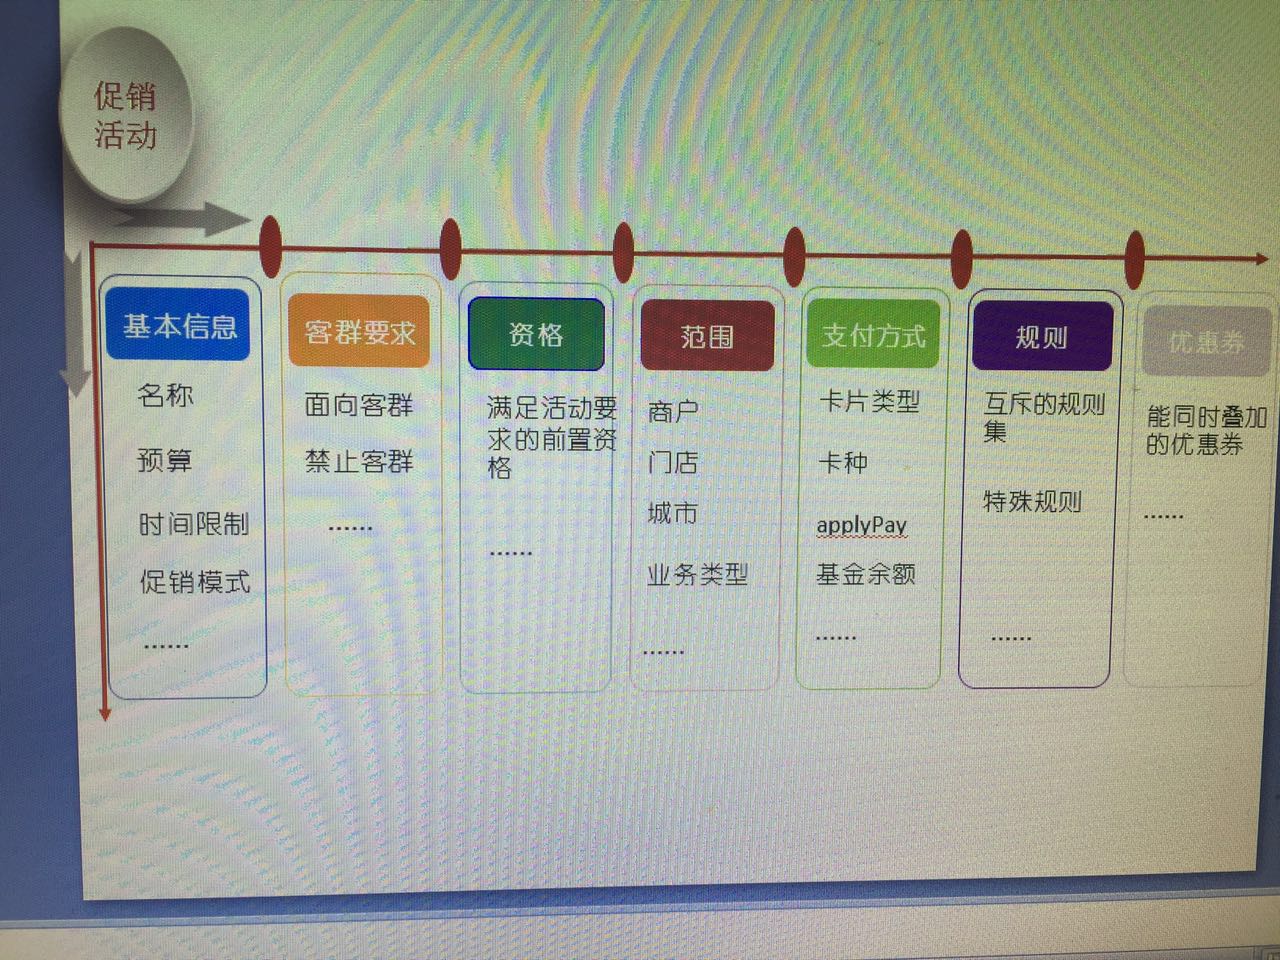 促销
活动
基本信息
名称
预算
时间限制
促销模式
......
客群要求
面向客群
禁止客群
......
资格
满足活动要
求的前置资
格
......
范围
商户
门店
城市
业务类型
......
支付方式
卡片类型
卡种
applyPay
基金余额
......
规则
互斥的规则
集
特殊规则
......
优惠券
能同时叠加
的优惠券
......